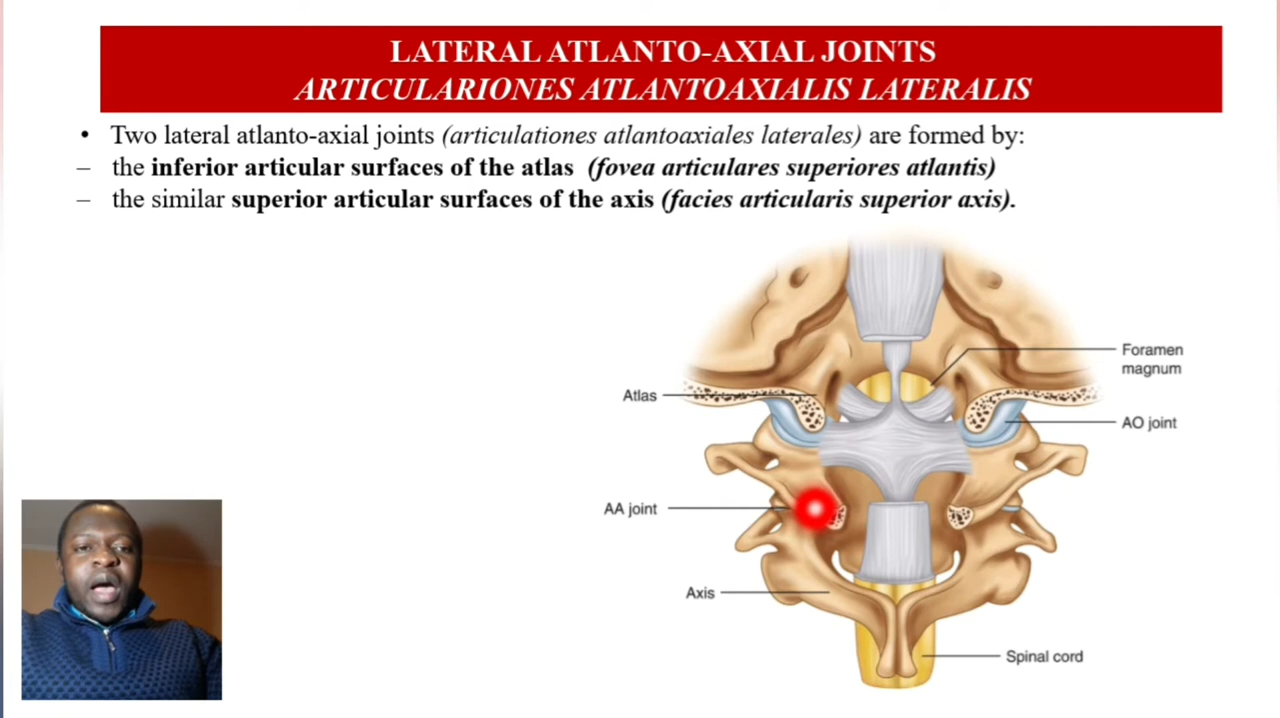 LATERAL ATLANTO-AXIAL JOINTS
ARTICULARIONES ATLANTOAXIALIS LATERALIS
• Two lateral atlanto-axial joints (articulationes atlantoaxiales laterales) are formed by:
– the inferior articular surfaces of the atlas (fovea articulares superiores atlantis)
– the similar superior articular surfaces of the axis (facies articularis superior axis).
Foramen
magnum
Atlas
AO joint
AA joint
Axis
Spinal cord